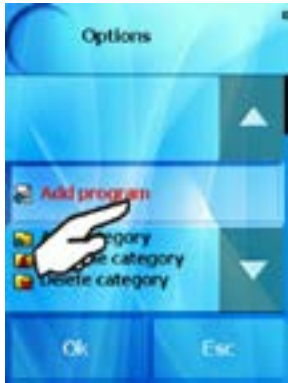 Options
Add program
category
category
Delete category
Ok
Esc